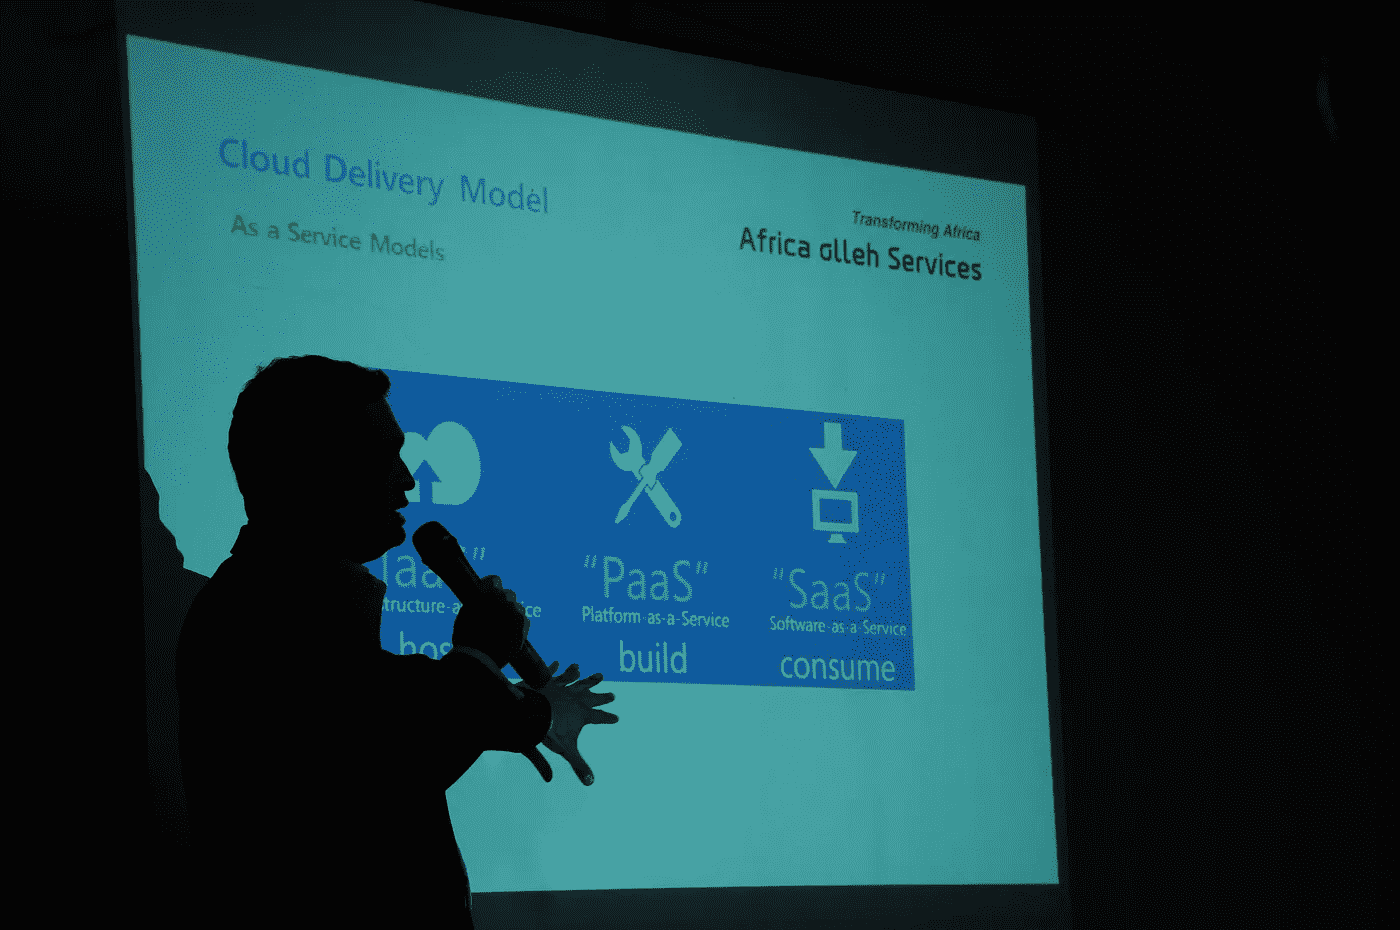 Cloud Delivery Model
As a Service Models
Transforming Africa
Africa olleh Services
"PaaS"
"SaaS"
Platform-as-a-Service
Software-as-a-Service
build
consume